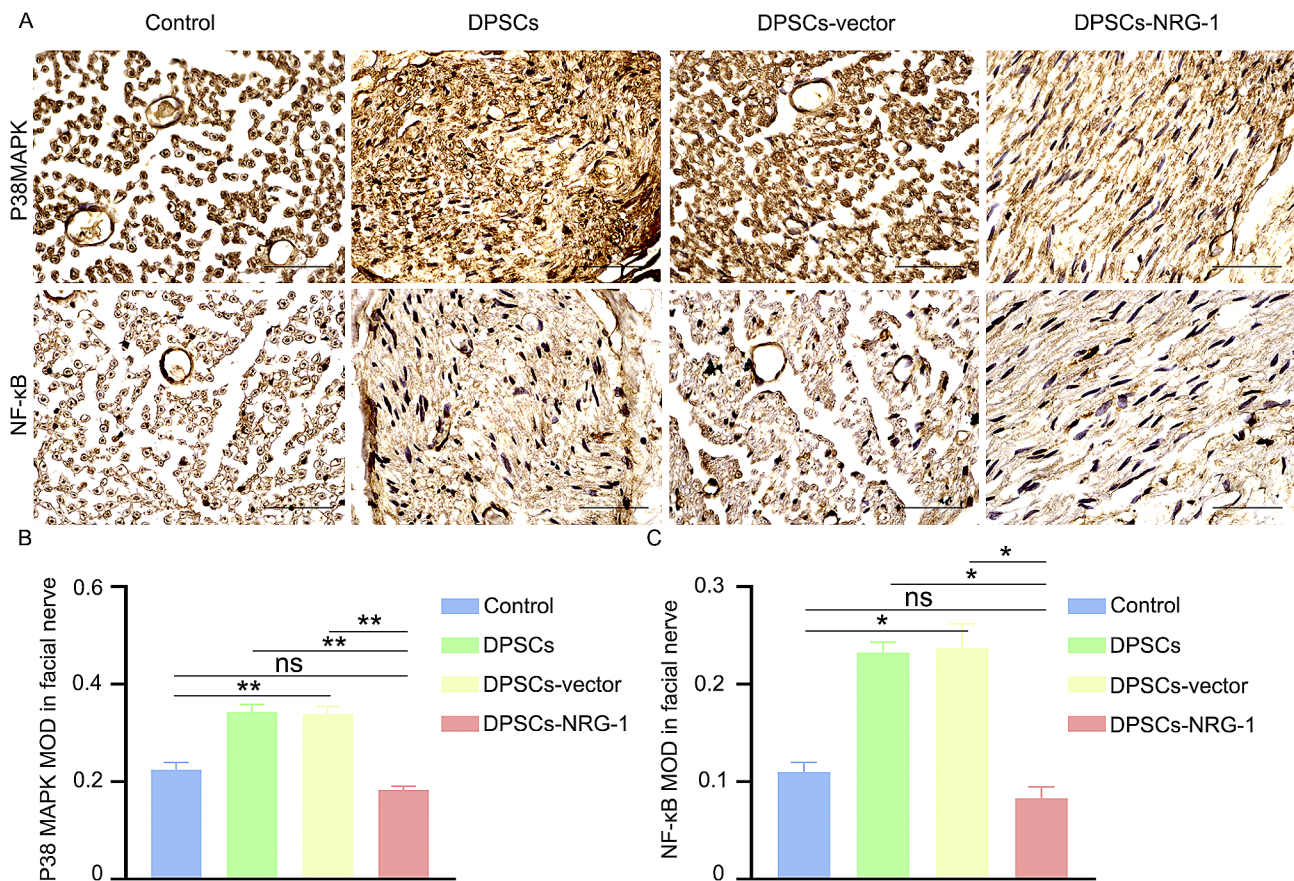 A
Control
DPSCs
DPSCs-vector
DPSCs-NRG-1
P38MAPK
NF-κB
B
P38 MAPK MOD in facial nerve
0.6
0.4
0.2
0
**
**
ns
**
Control
DPSCs
DPSCs-vector
DPSCs-NRG-1
C
NF-κB MOD in facial nerve
0.3
0.2
0.1
0
*
*
ns
*
Control
DPSCs
DPSCs-vector
DPSCs-NRG-1